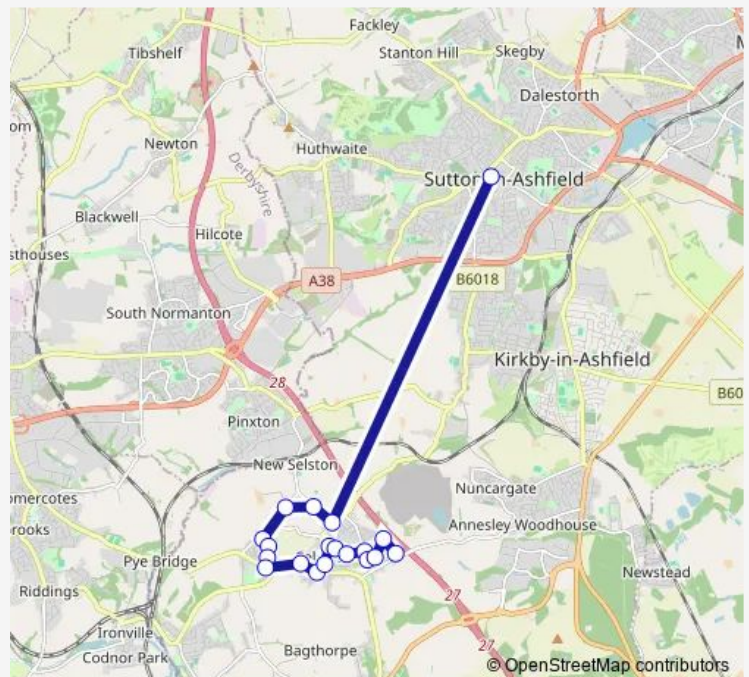 Fackley
Tibshelf
Stanton Hill
Skegby
Dalestorth
om
Newton
Huthwaite
Derbyshire
Sutton-in-Ashfield
Blackwell
Hilcote
sthouses
A38
B6018
South Normanton
Kirkby-in-Ashfield
28
B60
Pinxton
New Selston
omercotes
Nuncargate
rooks
Annesley Woodhouse
Pye Bridge
Sel
Newstead
Riddings
27
Ironville
27
Codnor Park
Bagthorpe
© OpenStreetMap contributors